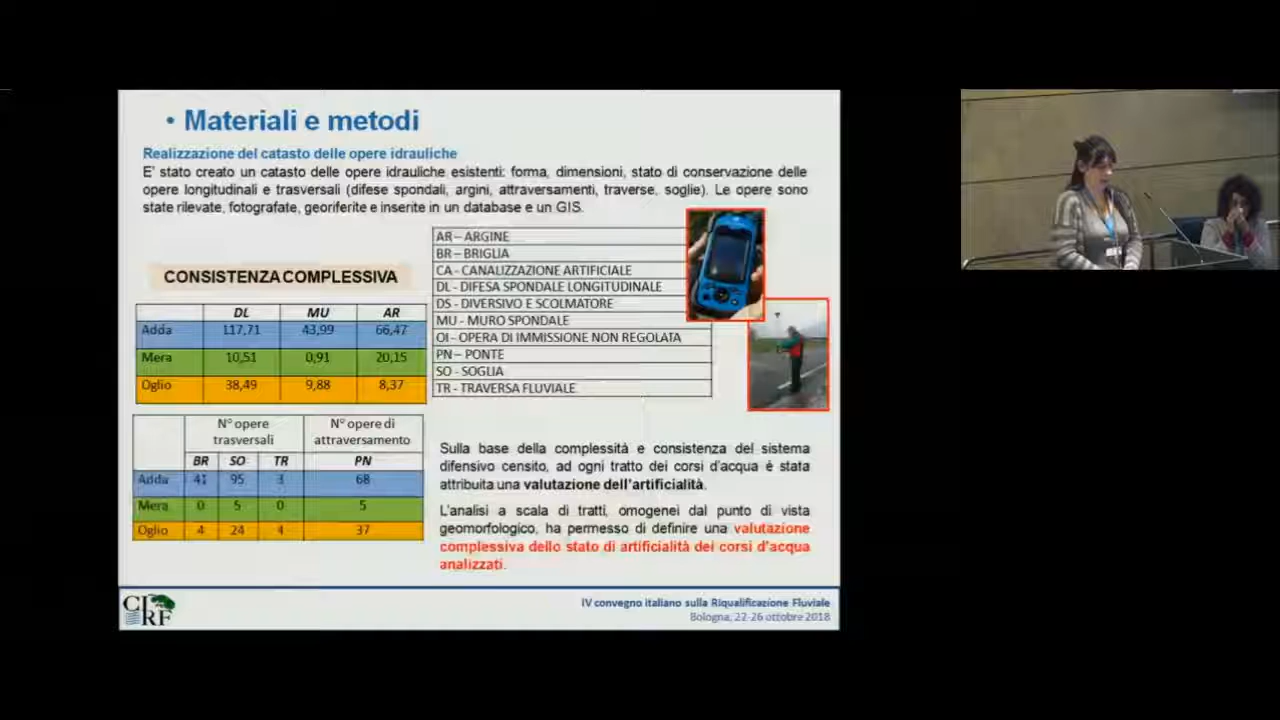 • Materiali e metodi
Realizzazione del catasto delle opere idrauliche
E' stato creato un catasto delle opere idrauliche esistenti: forma, dimensioni, stato di conservazione delle
opere longitudinali e trasversali (difese spondali, argini, attraversamenti, traverse, soglie). Le opere sono
state rilevate, fotografate, georiferite e inserite in un database e un GIS.
CONSISTENZA COMPLESSIVA
DL MU AR
Adda 117,71 43,99 66,47
Mera 10,51 0,91 20,15
Oglio 38,49 9,88 8,37
N° opere trasversali N° opere di attraversamento
BR SO TR PN
Adda 41 95 3 68
Mera 0 5 0 5
Oglio 4 24 4 37
AR – ARGINE
BR – BRIGLIA
CA - CANALIZZAZIONE ARTIFICIALE
DL - DIFESA SPONDALE LONGITUDINALE
DS - DIVERSIVO E SCOLMATORE
MU - MURO SPONDALE
OI - OPERA DI IMMISSIONE NON REGOLATA
PN – PONTE
SO - SOGLIA
TR - TRAVERSA FLUVIALE
Sulla base della complessità e consistenza del sistema
difensivo censito, ad ogni tratto dei corsi d'acqua è stata
attribuita una valutazione dell'artificialità.
L'analisi a scala di tratti, omogenei dal punto di vista
geomorfologico, ha permesso di definire una valutazione
complessiva dello stato di artificialità dei corsi d'acqua
analizzati.
CIRF
IV convegno italiano sulla Riqualificazione Fluviale
Bologna, 22-26 ottobre 2018